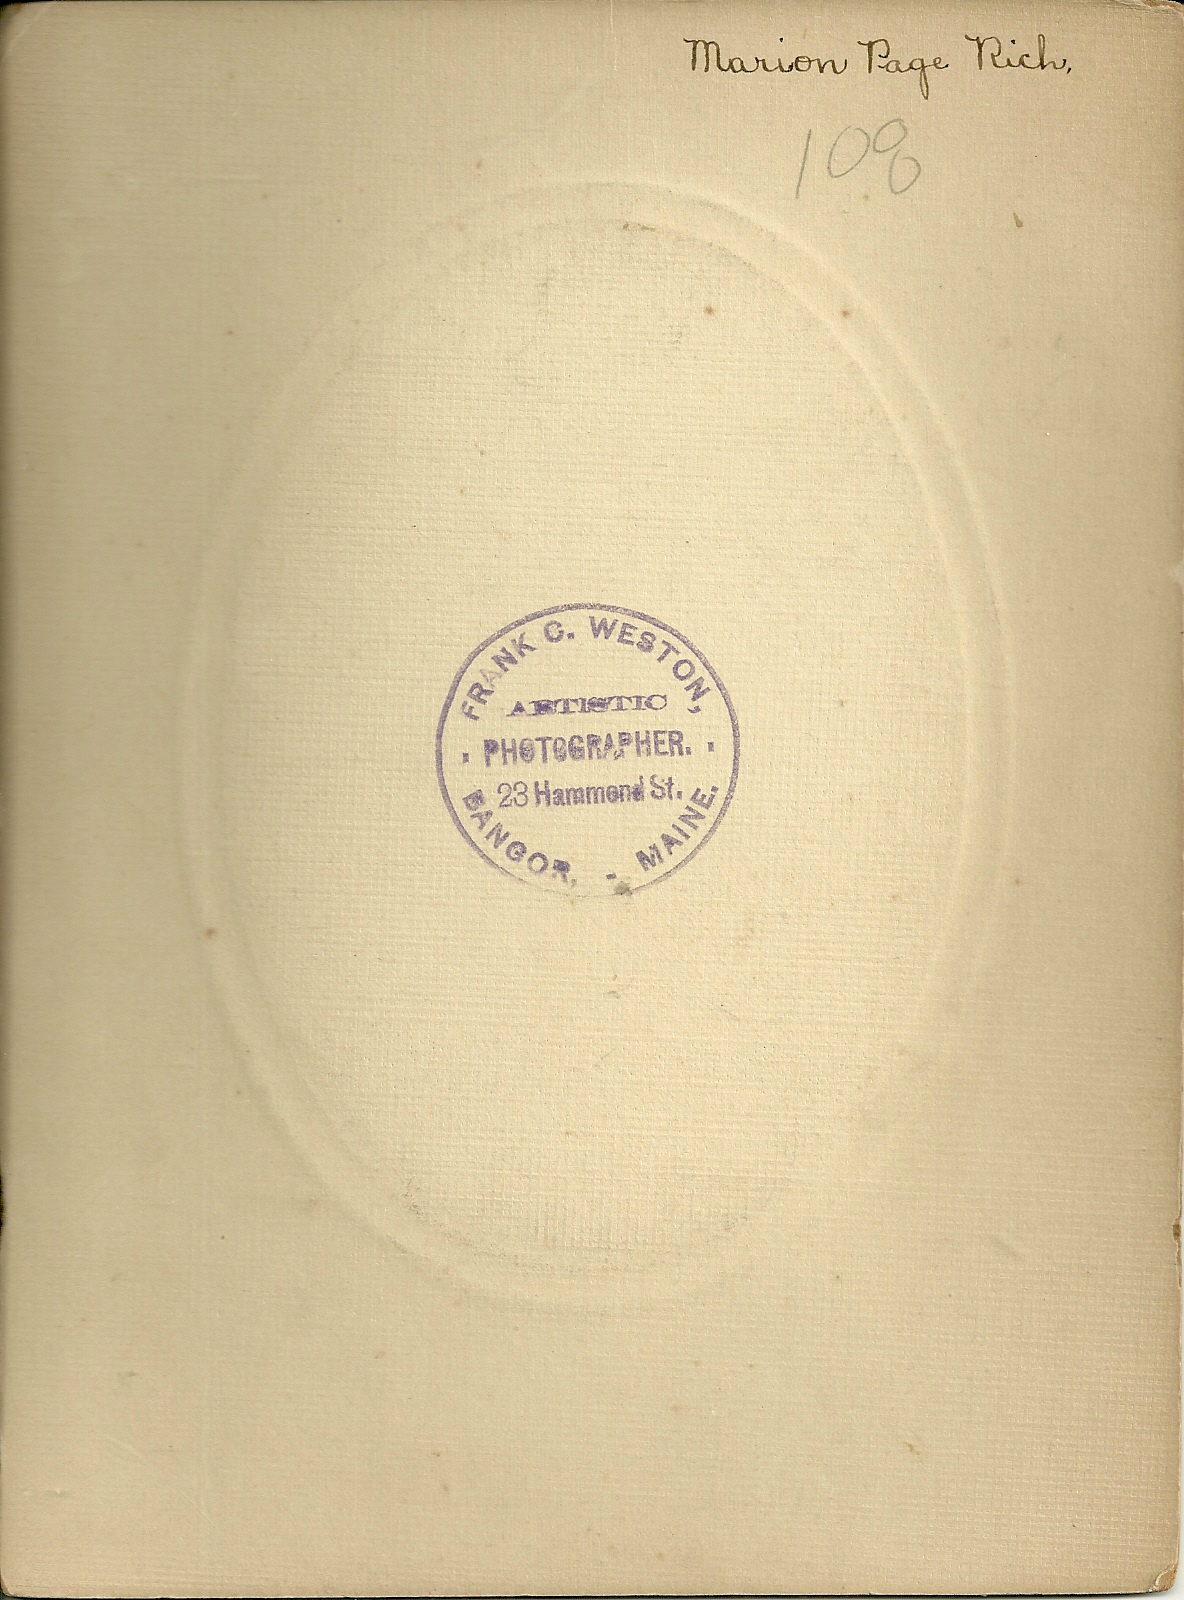 Marion Page Rich.
108
FRANK C. WESTON,
ARTISTIC
PHOTOGRAPHER.
23 Hammond St.
BANGOR, - MAINE.